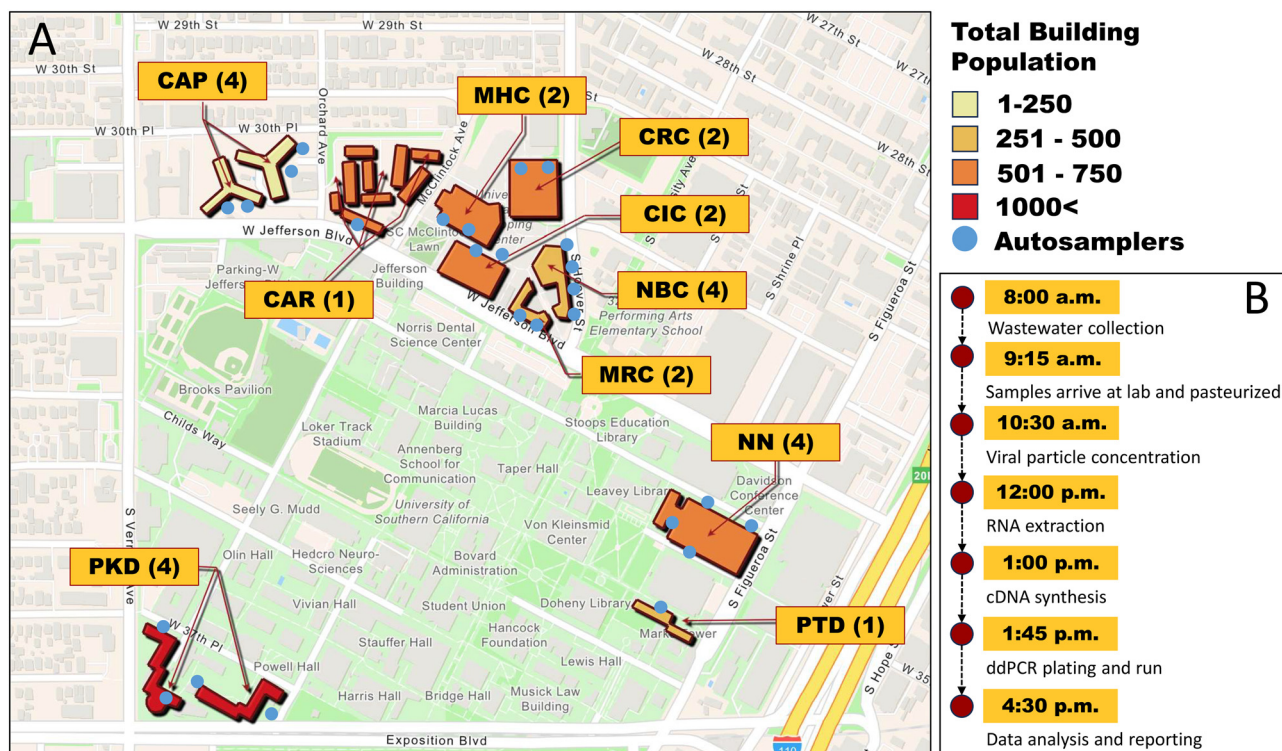 A
W 29th St
W 29th St
W 30th St
W 27th St
W 28th St
W 28th St
W 30th Pl
W 30th Pl
Orchard Ave
McClintock Ave
CAP (4)
MHC (2)
CRC (2)
CIC (2)
CAR (1)
NBC (4)
MRC (2)
NN (4)
PKD (4)
PTD (1)
W Jefferson Blvd
W Jefferson Blvd
Lawn
Parking-W
Jefferson
Building
S Shrine Pl
S Figueroa St
Performing Arts
Elementary School
Norris Dental
Science Center
Brooks Pavilion
Childs Way
Loker Track
Stadium
Marcia Lucas
Building
Annenberg
School for
Communication
Stoops Education
Library
Taper Hall
Leavey Library
Davidson
Conference
Center
University of
Southern California
Von Kleinsmid
Center
Seely G. Mudd
Olin Hall
Hedco Neuro-
Sciences
Bovard
Administration
Vivian Hall
Student Union
Doheny Library
S Figueroa St
Stauffer Hall
Hancock
Foundation
W 37th Pl
Powell Hall
Lewis Hall
Harris Hall
Bridge Hall
Musick Law
Building
Exposition Blvd
110
Total Building
Population
1-250
251 - 500
501 - 750
1000<
Autosamplers
B
8:00 a.m.
Wastewater collection
9:15 a.m.
Samples arrive at lab and pasteurized
10:30 a.m.
Viral particle concentration
12:00 p.m.
RNA extraction
1:00 p.m.
cDNA synthesis
1:45 p.m.
ddPCR plating and run
4:30 p.m.
Data analysis and reporting